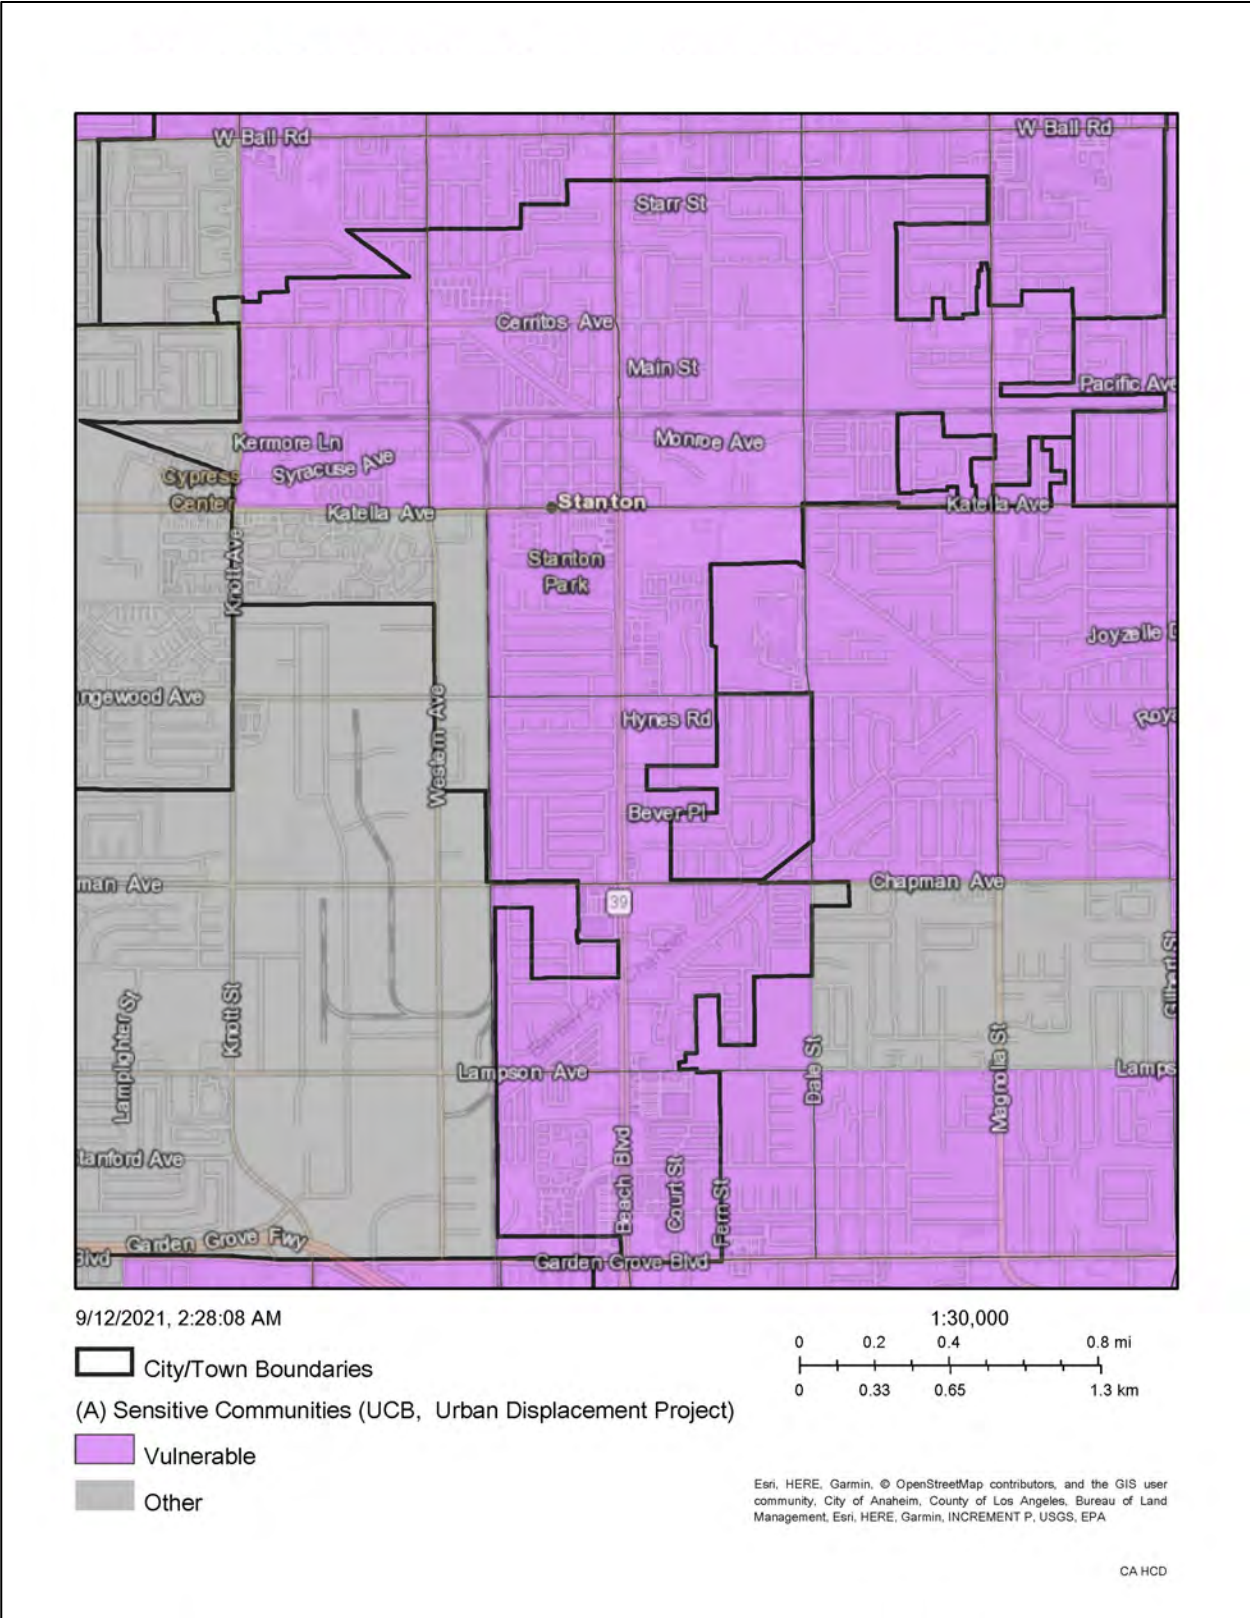 W Ball Rd
W Ball Rd
Starr St
Cerritos Ave
Main St
Pacific Ave
Kermore Ln
Monroe Ave
Syracuse Ave
Cypress
Center
Stanton
Katella Ave
Katella Ave
Stanton
Park
Knott Ave
Joyzelle D
ngewood Ave
Western Ave
Hynes Rd
Roya
Bever Pl
man Ave
Chapman Ave
39
Gilbert St
Lamplighter St
Knott St
Lampson Ave
Dale St
Magnolia St
Lamps
tanford Ave
Beach Blvd
Court St
Fern St
Garden Grove Fwy
Blvd
Garden Grove Blvd
9/12/2021, 2:28:08 AM
1:30,000
0 0.2 0.4 0.8 mi
0 0.33 0.65 1.3 km
City/Town Boundaries
(A) Sensitive Communities (UCB, Urban Displacement Project)
Vulnerable
Other
Esri, HERE, Garmin, © OpenStreetMap contributors, and the GIS user
community, City of Anaheim, County of Los Angeles, Bureau of Land
Management, Esri, HERE, Garmin, INCREMENT P, USGS, EPA
CA HCD